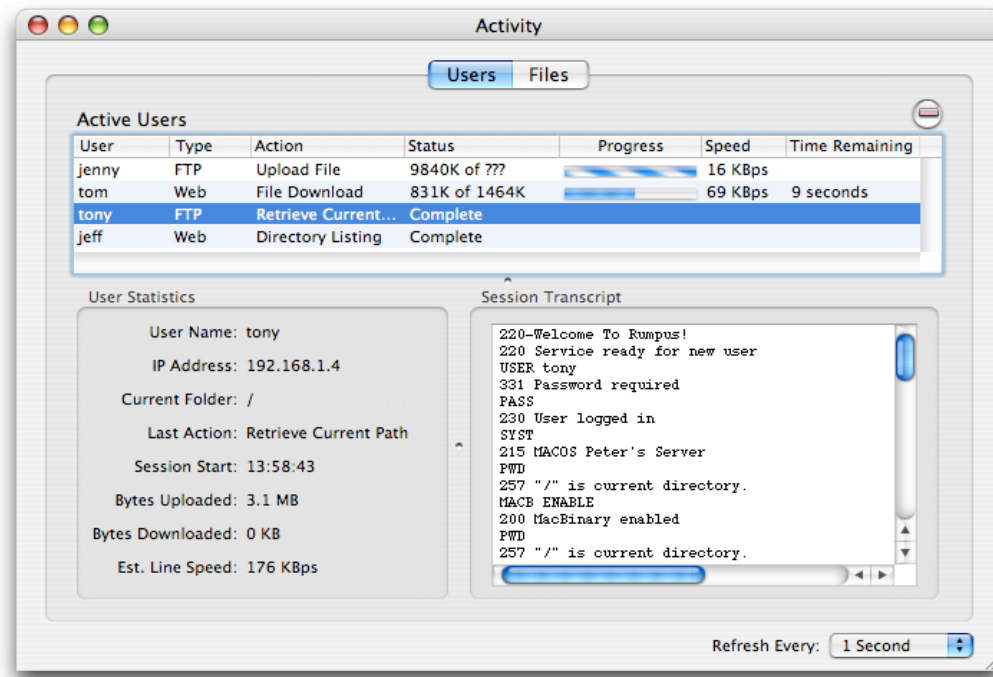 Activity
Users Files
Active Users
User Type Action Status Progress Speed Time Remaining
jenny FTP Upload File 9840K of ??? 16 KBps
tom Web File Download 831K of 1464K 69 KBps 9 seconds
tony FTP Retrieve Current... Complete
jeff Web Directory Listing Complete
User Statistics
User Name: tony
IP Address: 192.168.1.4
Current Folder: /
Last Action: Retrieve Current Path
Session Start: 13:58:43
Bytes Uploaded: 3.1 MB
Bytes Downloaded: 0 KB
Est. Line Speed: 176 KBps
Session Transcript
220-Welcome To Rumpus!
220 Service ready for new user
USER tony
331 Password required
PASS
230 User logged in
SYST
215 MACOS Peter's Server
PWD
257 "/" is current directory.
MACB ENABLE
200 MacBinary enabled
PWD
257 "/" is current directory.
Refresh Every: 1 Second